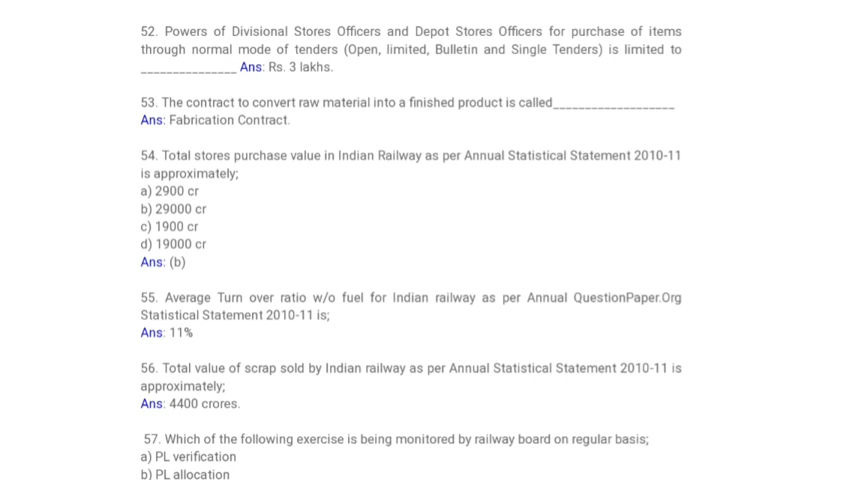 52. Powers of Divisional Stores Officers and Depot Stores Officers for purchase of items
through normal mode of tenders (Open, limited, Bulletin and Single Tenders) is limited to
_______________ Ans: Rs. 3 lakhs.
53. The contract to convert raw material into a finished product is called___________________
Ans: Fabrication Contract.
54. Total stores purchase value in Indian Railway as per Annual Statistical Statement 2010-11
is approximately;
a) 2900 cr
b) 29000 cr
c) 1900 cr
d) 19000 cr
Ans: (b)
55. Average Turn over ratio w/o fuel for Indian railway as per Annual QuestionPaper.Org
Statistical Statement 2010-11 is;
Ans: 11%
56. Total value of scrap sold by Indian railway as per Annual Statistical Statement 2010-11 is
approximately;
Ans: 4400 crores.
57. Which of the following exercise is being monitored by railway board on regular basis;
a) PL verification
b) PL allocation